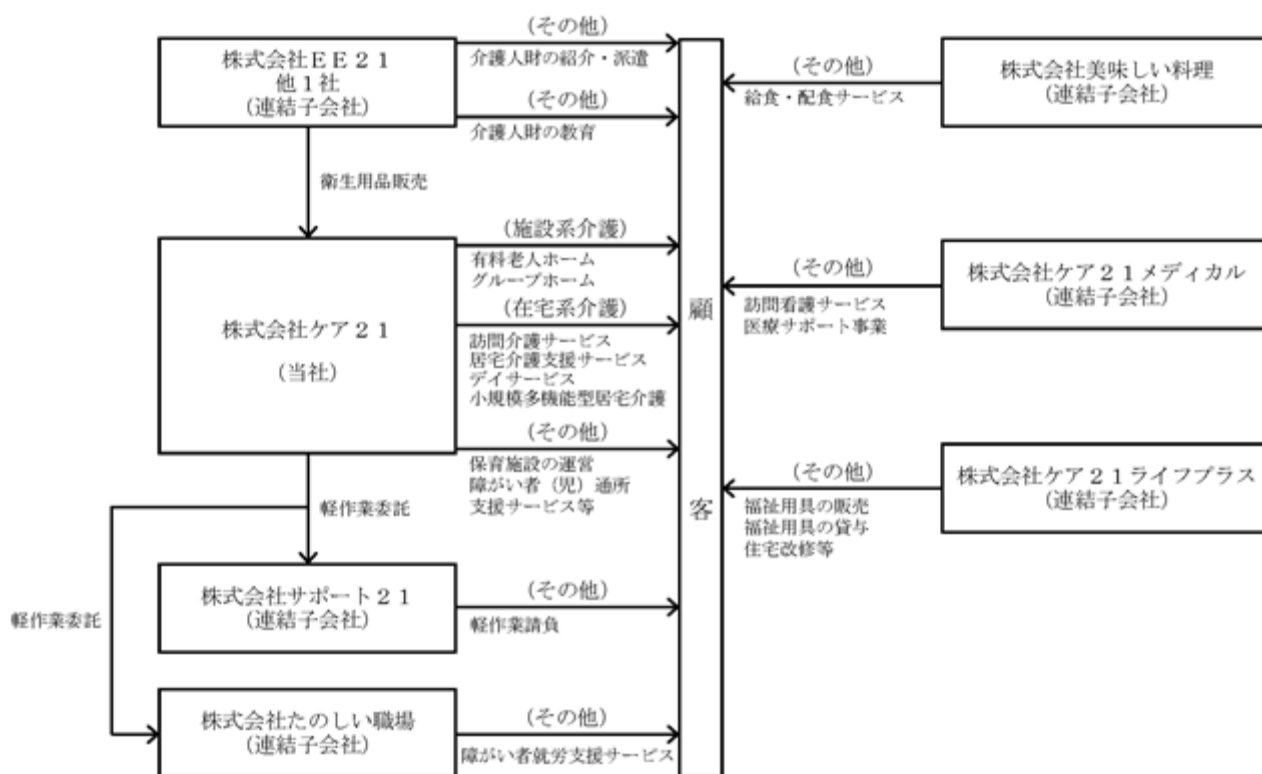 株式会社ＥＥ２１
他１社
（連結子会社）
（その他）
介護人財の紹介・派遣
（その他）
介護人財の教育
衛生用品販売
株式会社ケア２１
（当社）
（施設系介護）
有料老人ホーム
グループホーム
（在宅系介護）
訪問介護サービス
居宅介護支援サービス
デイサービス
小規模多機能型居宅介護
（その他）
保育施設の運営
障がい者（児）通所
支援サービス等
軽作業委託
軽作業委託
株式会社サポート２１
（連結子会社）
（その他）
軽作業請負
株式会社たのしい職場
（連結子会社）
（その他）
障がい者就労支援サービス
顧客
（その他）
給食・配食サービス
株式会社美味しい料理
（連結子会社）
（その他）
訪問看護サービス
医療サポート事業
株式会社ケア２１メディカル
（連結子会社）
（その他）
福祉用具の販売
福祉用具の貸与
住宅改修等
株式会社ケア２１ライフプラス
（連結子会社）